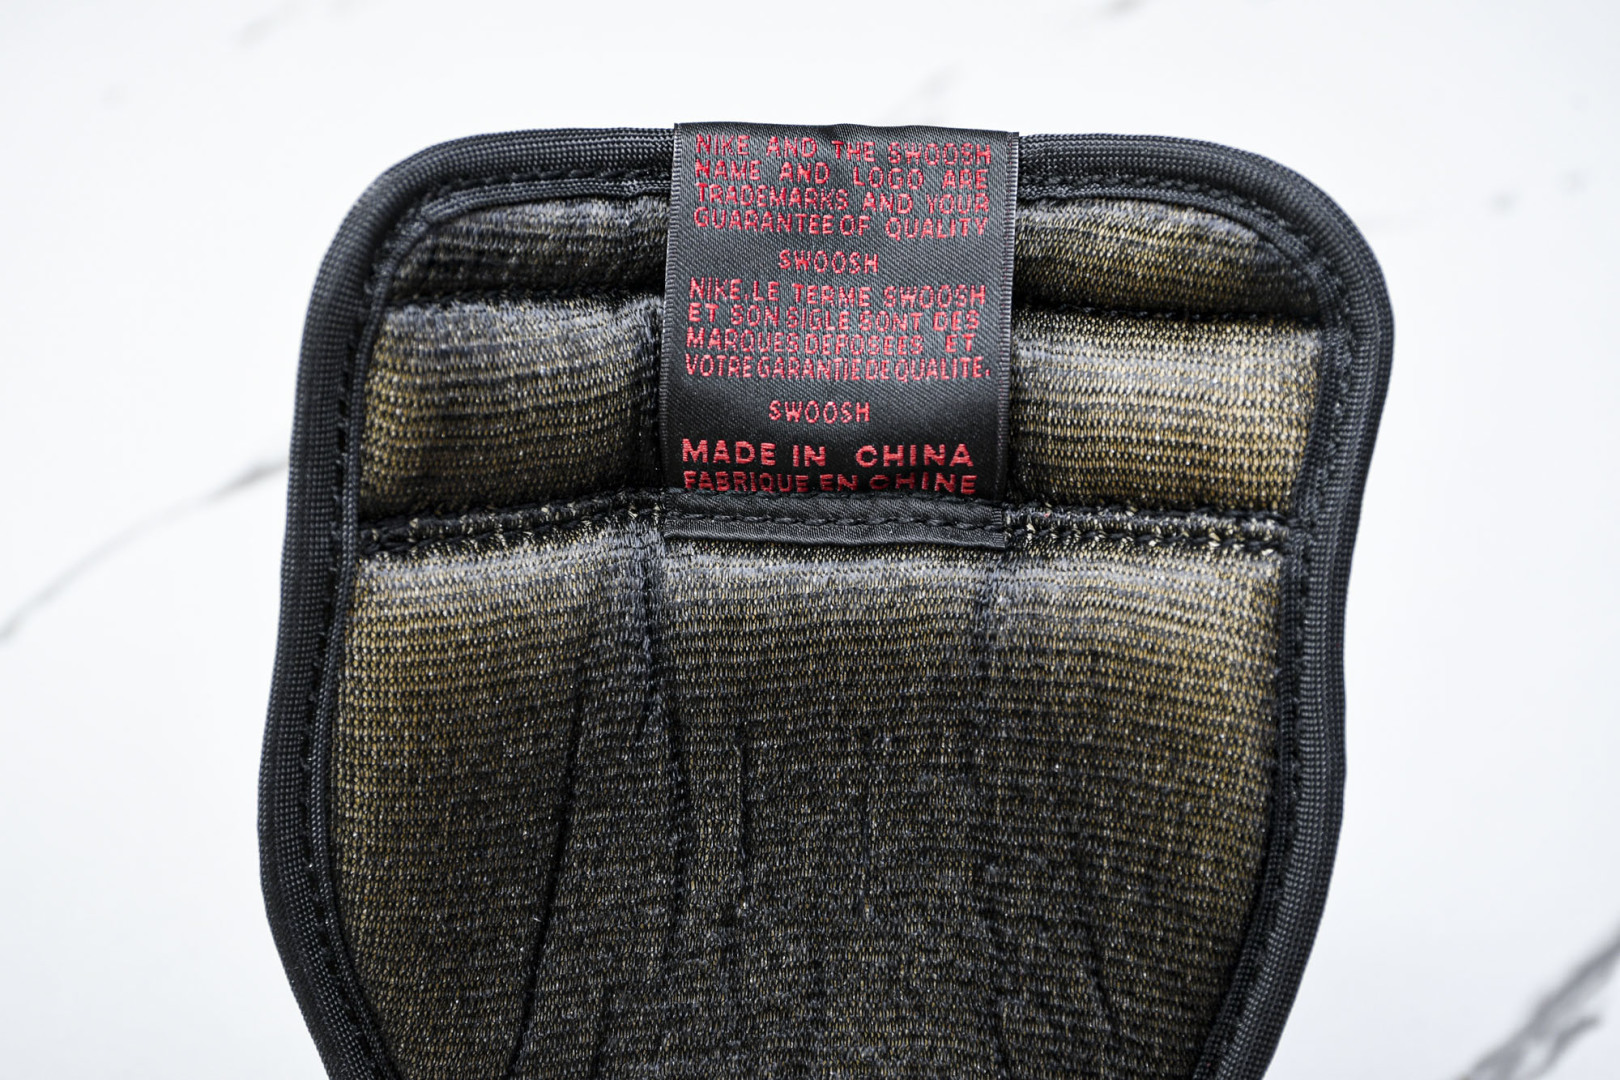 NIKE AND THE SWOOSH
NAME AND LOGO ARE
TRADEMARKS AND YOUR
GUARANTEE OF QUALITY
SWOOSH
NIKE, LE TERME SWOOSH
ET SON SIGLE SONT DES
MARQUES DEPOSEES ET
VOTRE GARANTIE DE QUALITE.
SWOOSH
MADE IN CHINA
FABRIQUE EN CHINE